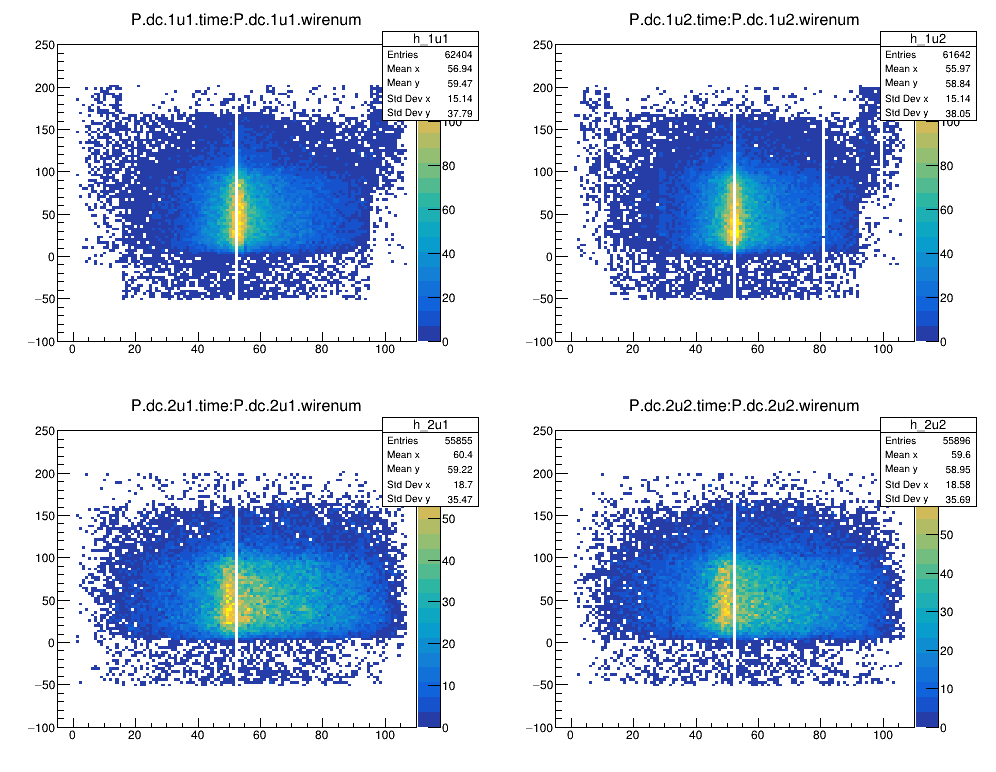 P.dc.1u1.time:P.dc.1u1.wirenum
h_1u1
Entries 62404
Mean x 56.94
Mean y 59.47
Std Dev x 15.14
Std Dev y 37.79
250
200
150
100
50
0
−50
−100
0 20 40 60 80 100
100
80
60
40
20
0
P.dc.1u2.time:P.dc.1u2.wirenum
h_1u2
Entries 61642
Mean x 55.97
Mean y 58.84
Std Dev x 15.14
Std Dev y 38.05
250
200
150
100
50
0
−50
−100
0 20 40 60 80 100
100
80
60
40
20
0
P.dc.2u1.time:P.dc.2u1.wirenum
h_2u1
Entries 55855
Mean x 60.4
Mean y 59.22
Std Dev x 18.7
Std Dev y 35.47
250
200
150
100
50
0
−50
−100
0 20 40 60 80 100
50
40
30
20
10
0
P.dc.2u2.time:P.dc.2u2.wirenum
h_2u2
Entries 55896
Mean x 59.6
Mean y 58.95
Std Dev x 18.58
Std Dev y 35.69
250
200
150
100
50
0
−50
−100
0 20 40 60 80 100
50
40
30
20
10
0